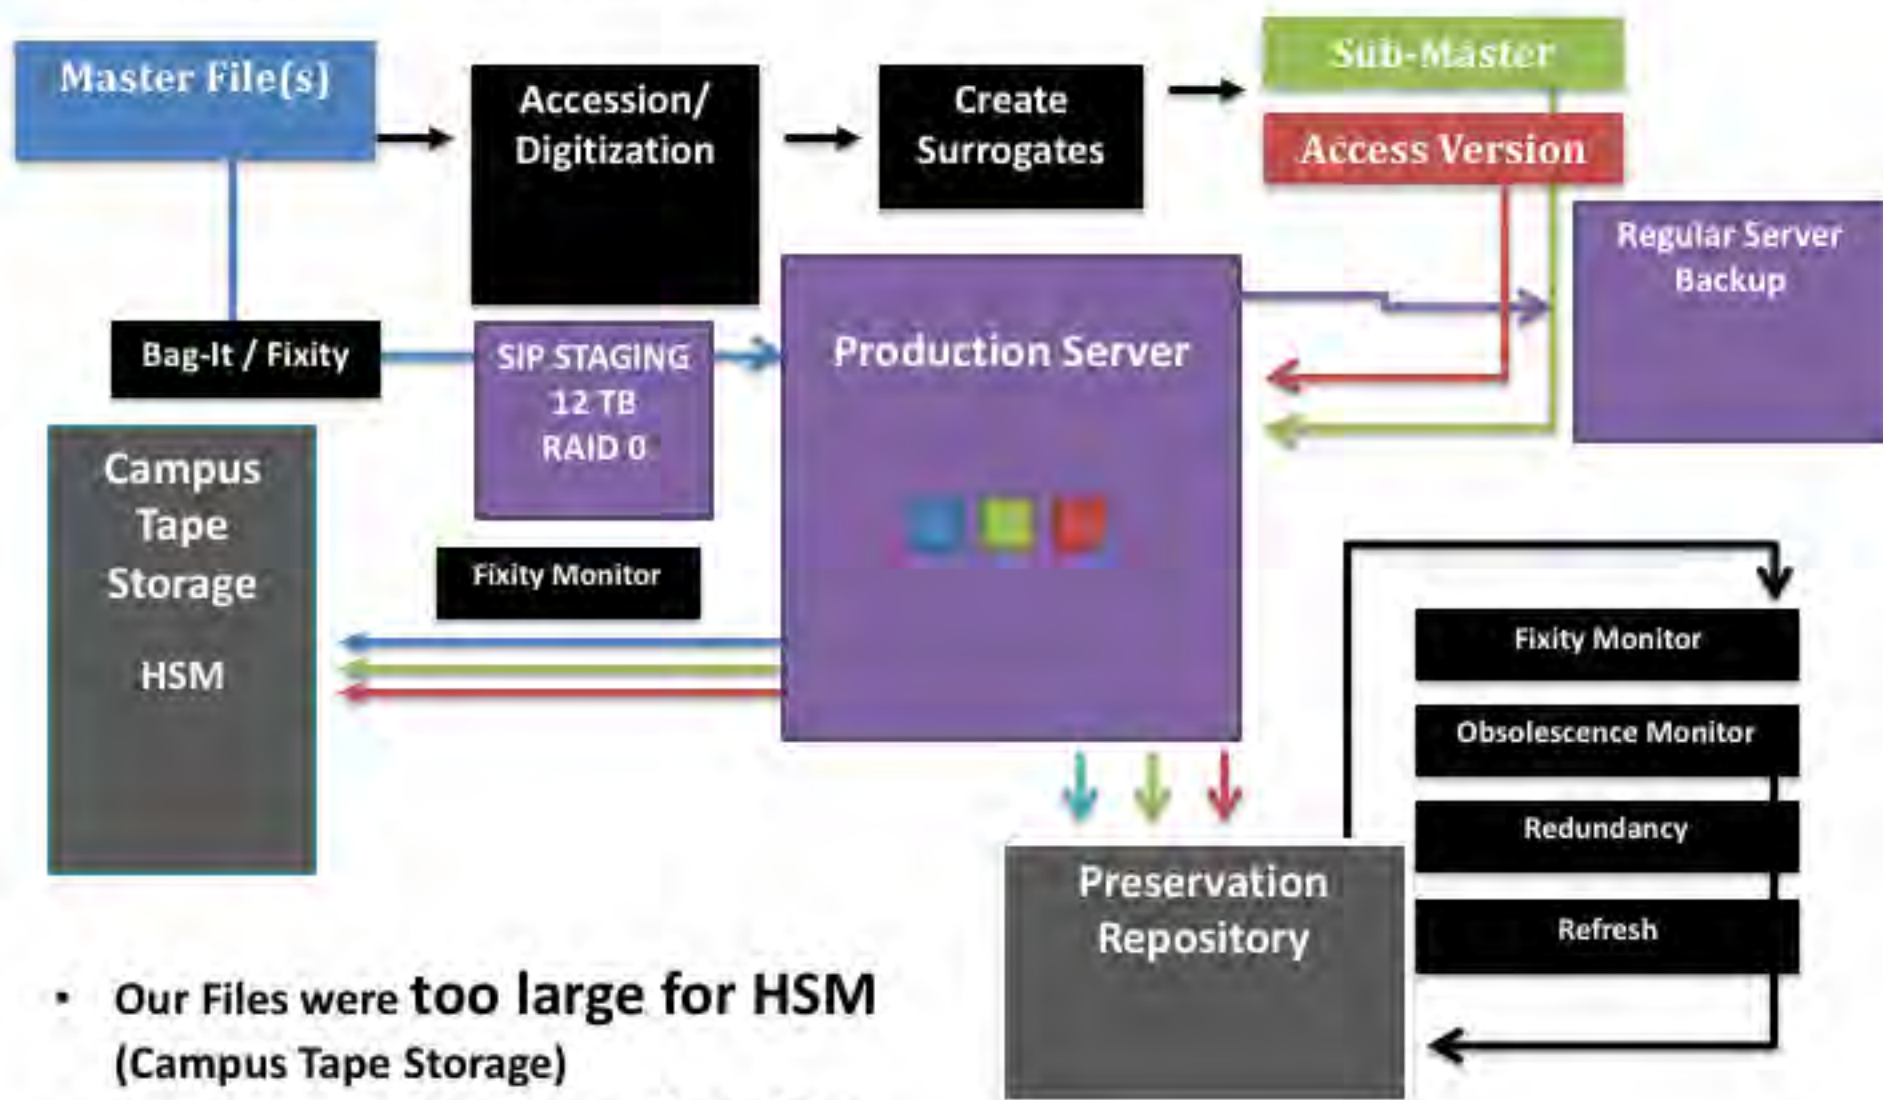 Master File(s)
Accession/
Digitization
Create
Surrogates
Sub-Master
Access Version
Regular Server
Backup
Bag-It / Fixity
SIP STAGING
12 TB
RAID 0
Production Server
Campus
Tape
Storage
HSM
Fixity Monitor
Fixity Monitor
Obsolescence Monitor
Redundancy
Refresh
Preservation
Repository
• Our Files were too large for HSM
(Campus Tape Storage)